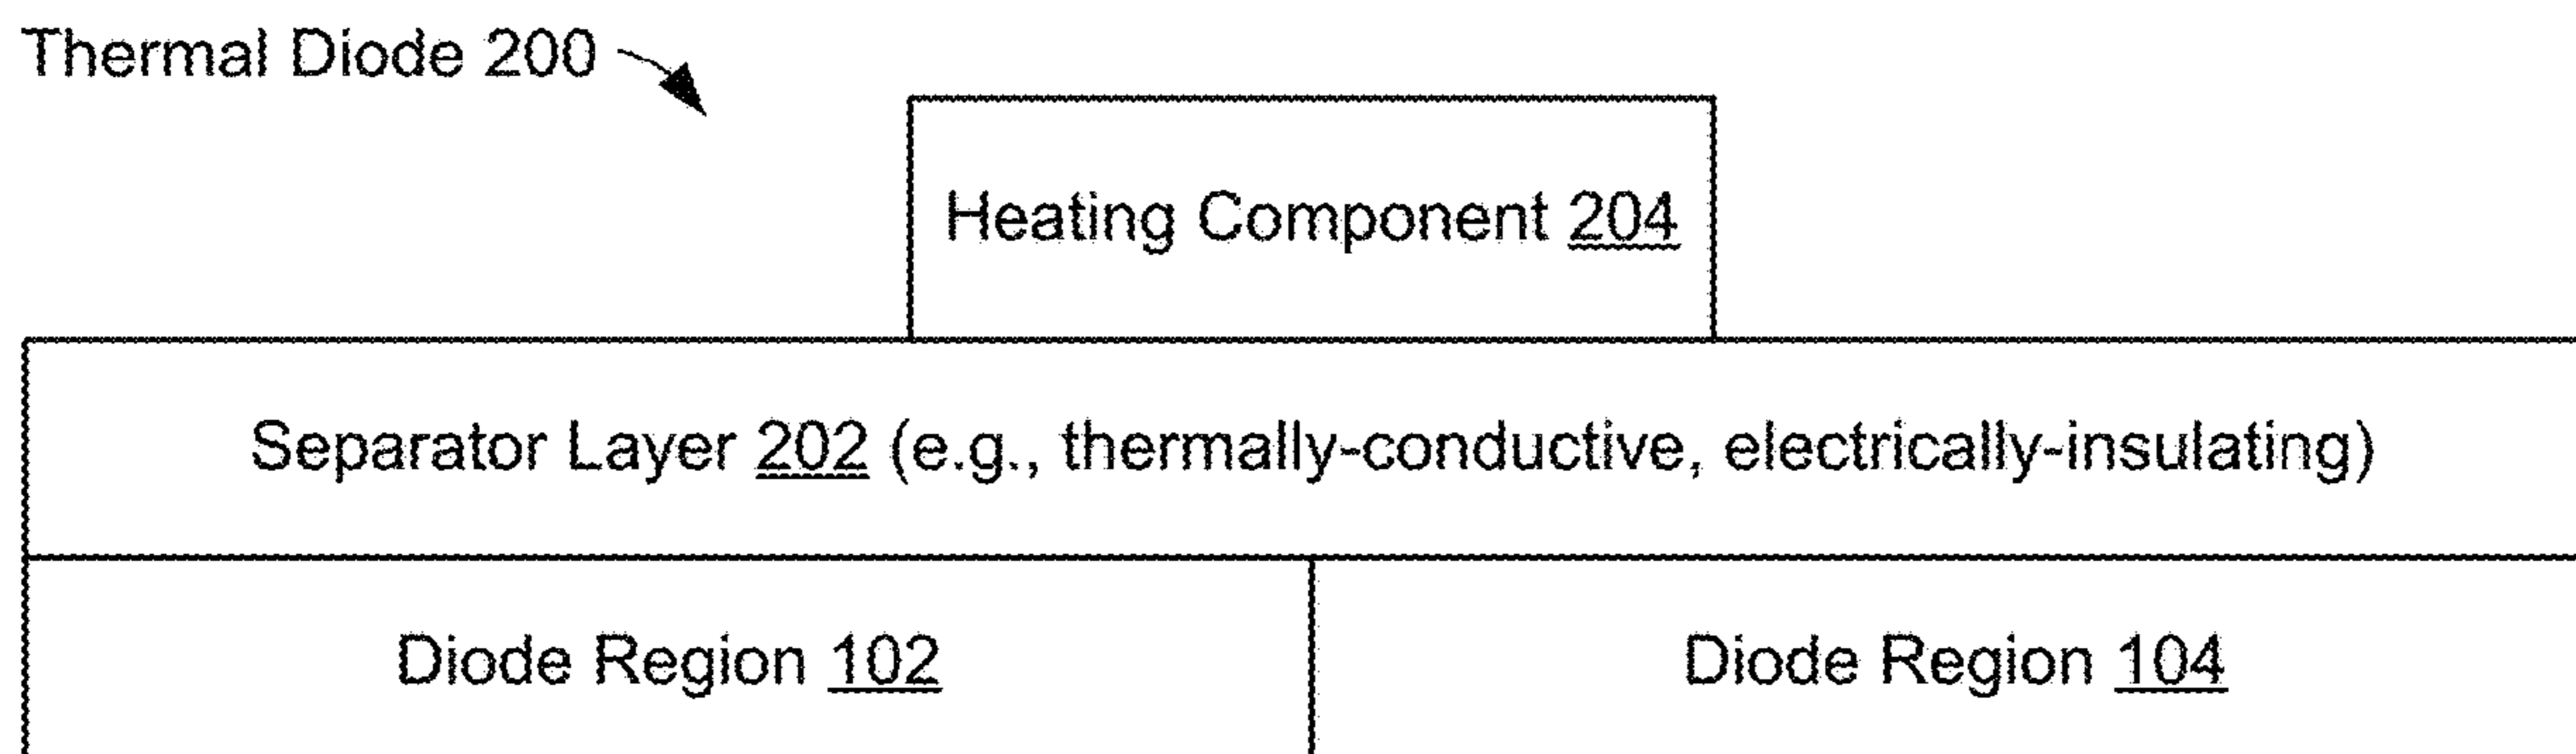 Thermal Diode 200
Heating Component 204
Separator Layer 202 (e.g., thermally-conductive, electrically-insulating)
Diode Region 102
Diode Region 104